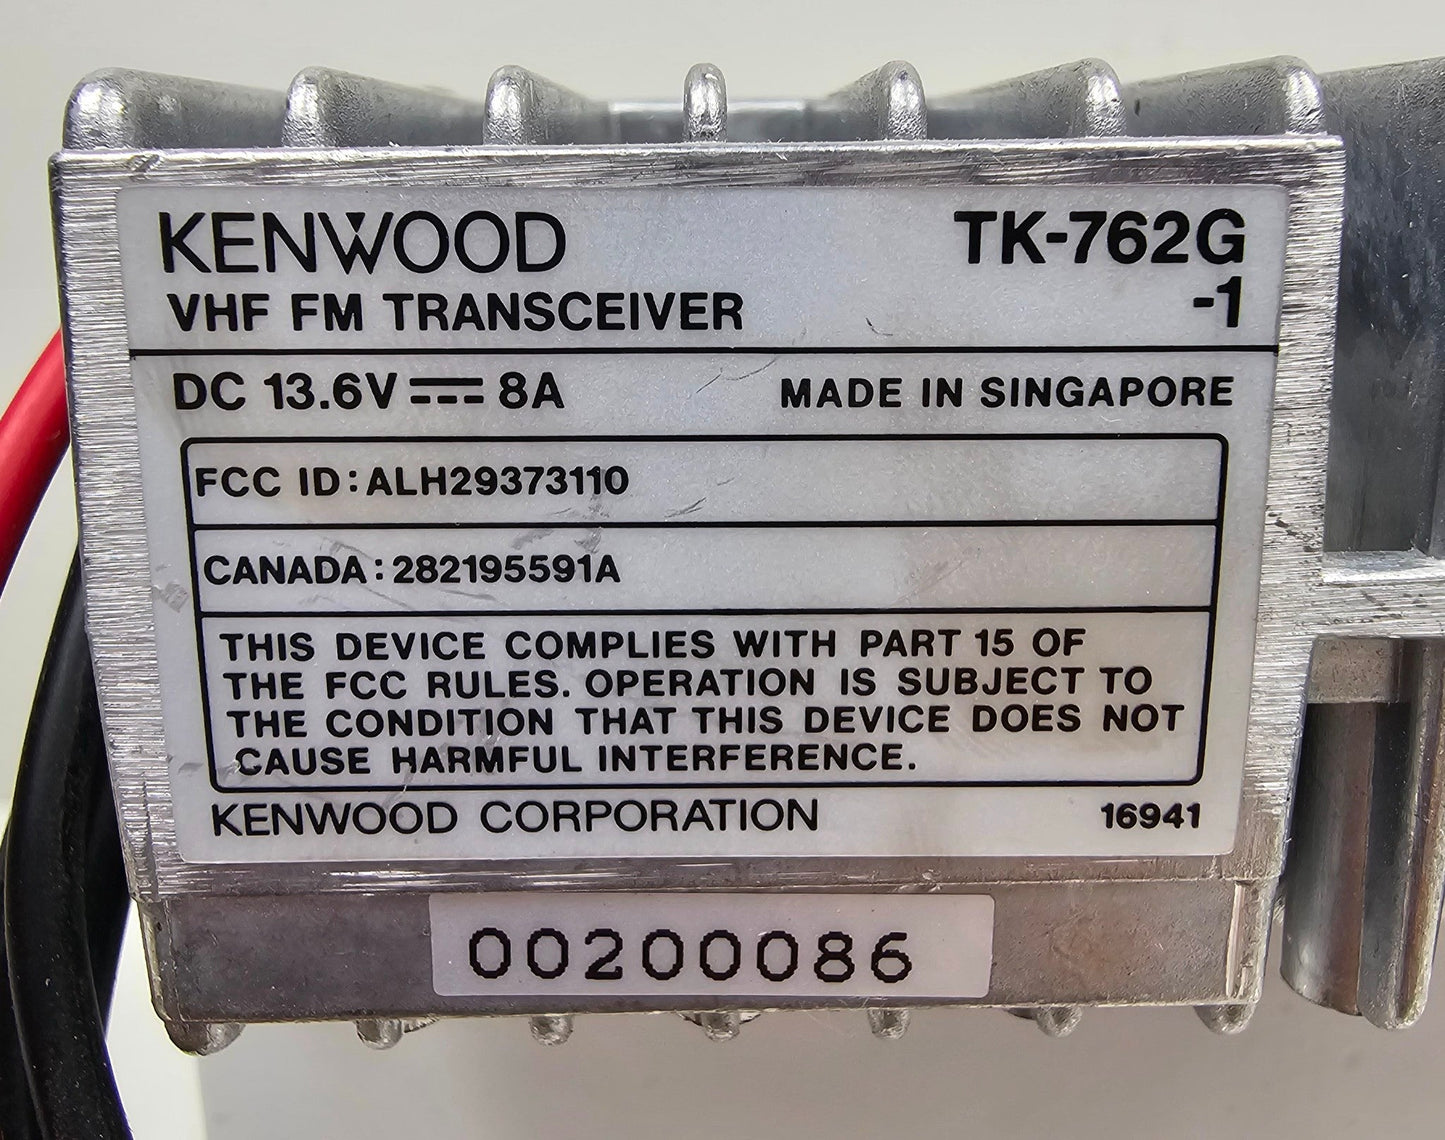 KENWOOD TK-762G
VHF FM TRANSCEIVER -1
DC 13.6V ⎓ 8A MADE IN SINGAPORE
FCC ID: ALH29373110
CANADA: 282195591A
THIS DEVICE COMPLIES WITH PART 15 OF
THE FCC RULES. OPERATION IS SUBJECT TO
THE CONDITION THAT THIS DEVICE DOES NOT
CAUSE HARMFUL INTERFERENCE.
KENWOOD CORPORATION 16941
00200086